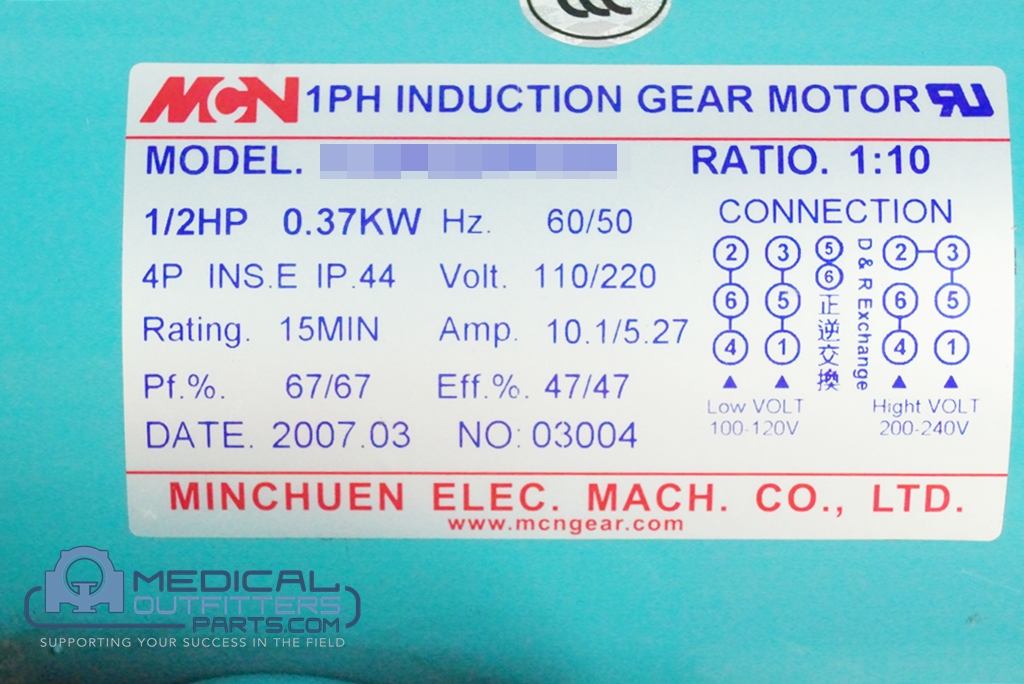 CCC
MCN 1PH INDUCTION GEAR MOTOR RU
MODEL. RATIO. 1:10
1/2HP 0.37KW Hz. 60/50
4P INS.E IP.44 Volt. 110/220
Rating. 15MIN Amp. 10.1/5.27
Pf.%. 67/67 Eff.%. 47/47
DATE. 2007.03 NO: 03004
CONNECTION
2 3 5 2 3
6
6 5 6 5
4 1 4 1
正逆交換
D & R Exchange
▲ ▲ ▲ ▲
Low VOLT Hight VOLT
100-120V 200-240V
MINCHUEN ELEC. MACH. CO., LTD.
www.mcngear.com
MEDICAL
OUTFITTERS
PARTS.COM
SUPPORTING YOUR SUCCESS IN THE FIELD